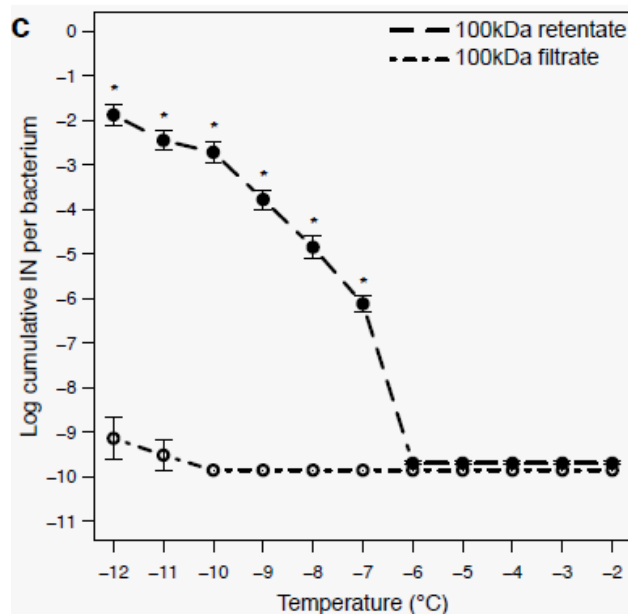 C
100kDa retentate
100kDa filtrate
Log cumulative IN per bacterium
0
−1
−2
−3
−4
−5
−6
−7
−8
−9
−10
−11
* * * * * *
−12 −11 −10 −9 −8 −7 −6 −5 −4 −3 −2
Temperature (°C)